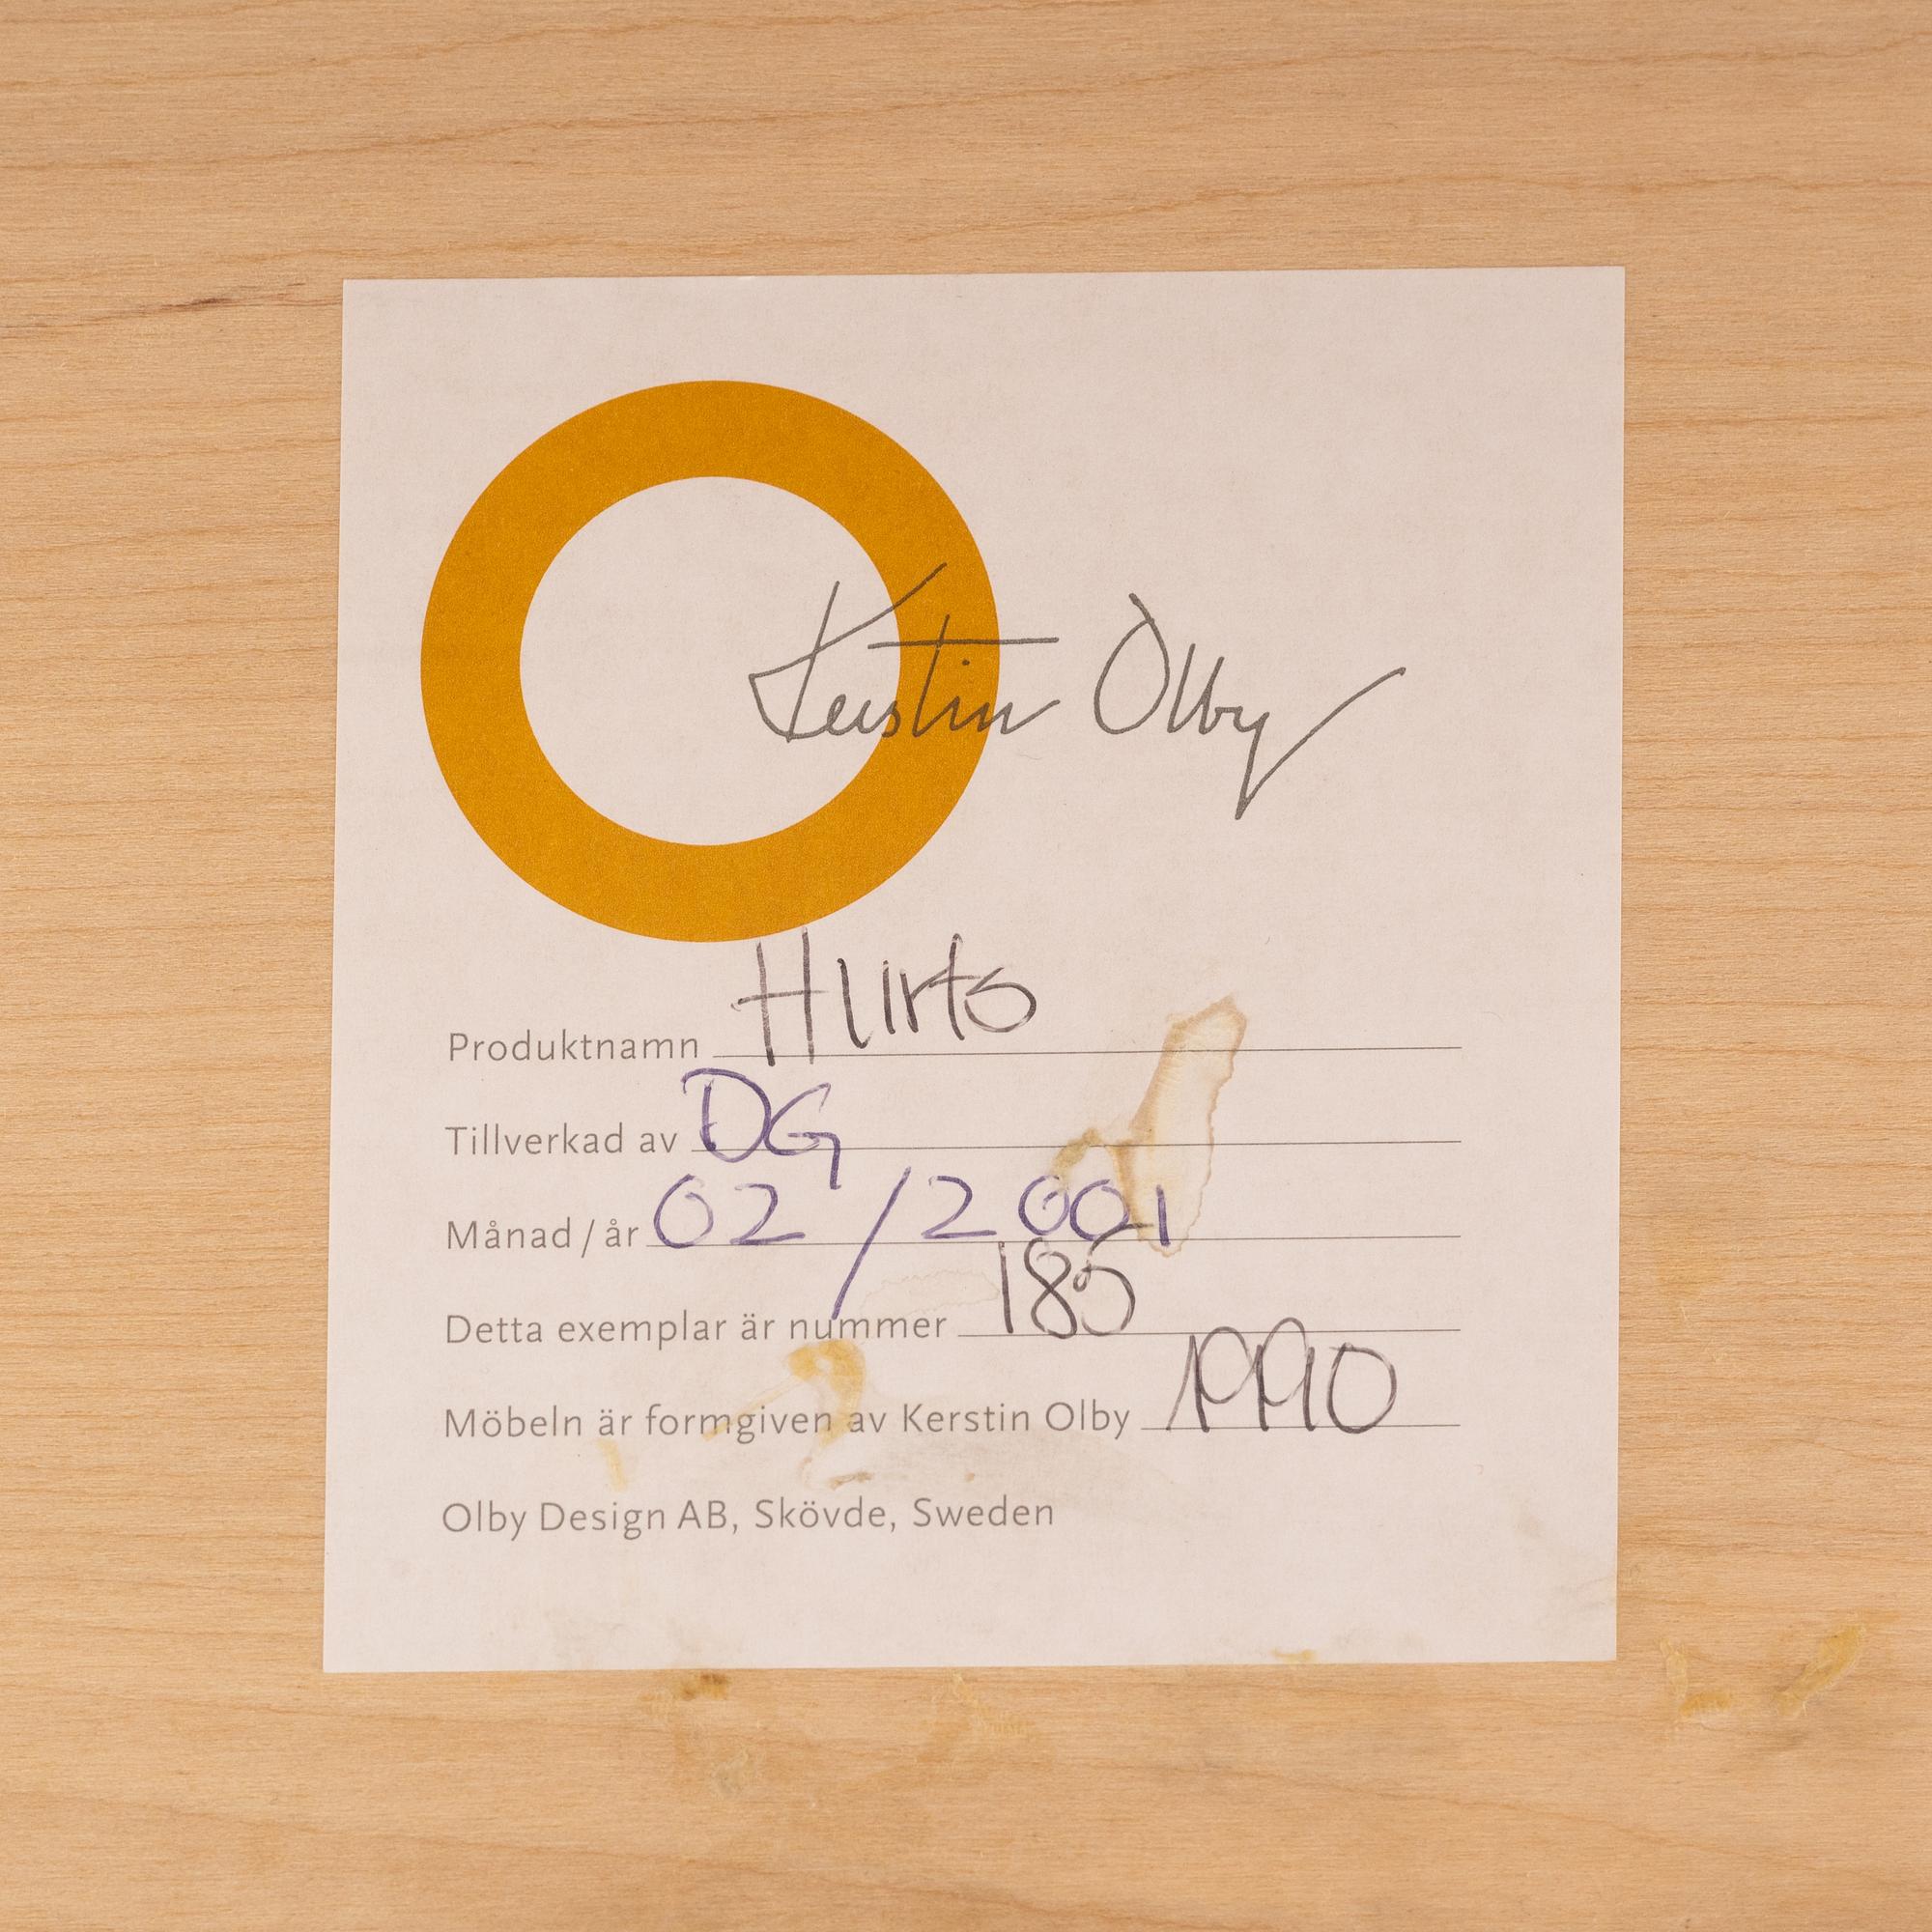 Kerstin Olby
Produktnamn Hurts
Tillverkad av DG
Månad / år 02/2001
Detta exemplar är nummer 185
Möbeln är formgiven av Kerstin Olby 1990
Olby Design AB, Skövde, Sweden